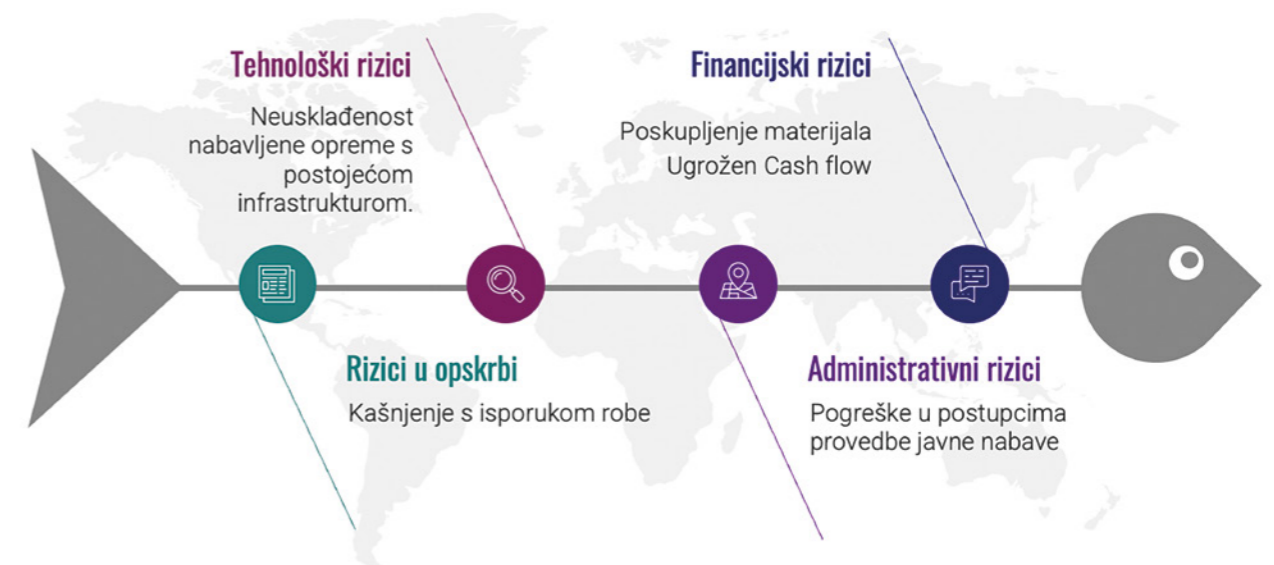 Tehnološki rizici
Neusklađenost
nabavljene opreme s
postojećom
infrastrukturom.
Financijski rizici
Poskupljenje materijala
Ugrožen Cash flow
Rizici u opskrbi
Kašnjenje s isporukom robe
Administrativni rizici
Pogreške u postupcima
provedbe javne nabave